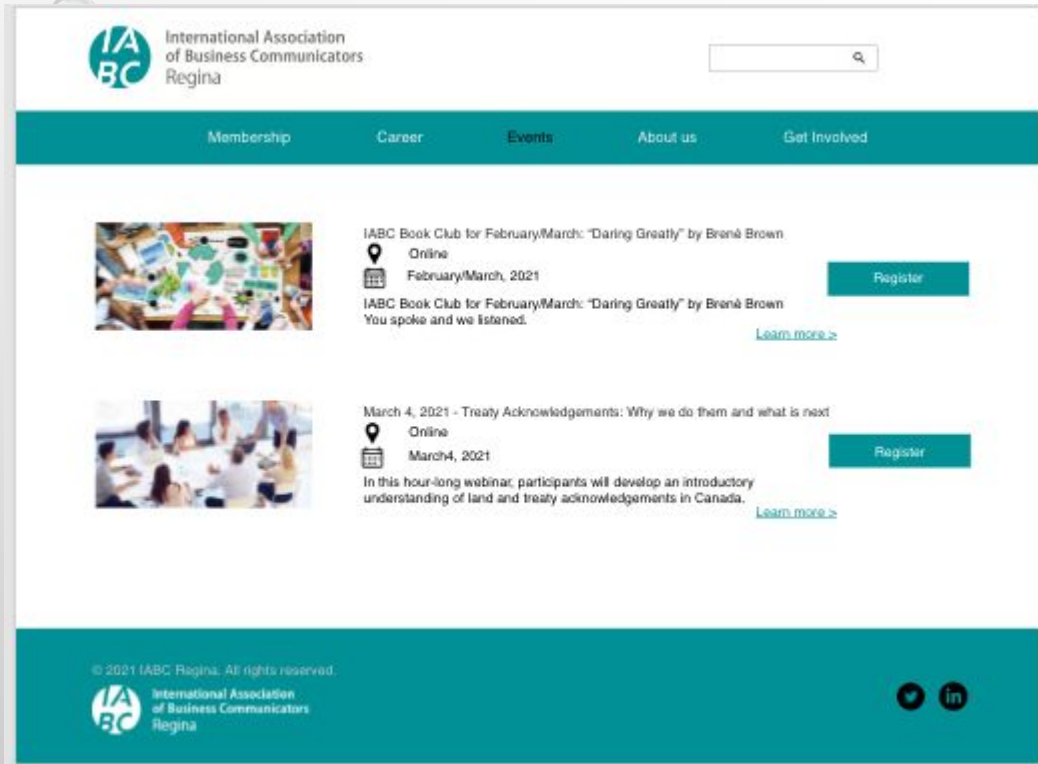 IA
BC
International Association
of Business Communicators
Regina
Membership Career Events About us Get Involved
IABC Book Club for February/March: “Daring Greatly” by Brenè Brown
Online
February/March, 2021
Register
IABC Book Club for February/March: “Daring Greatly” by Brenè Brown
You spoke and we listened.
Learn more >
March 4, 2021 - Treaty Acknowledgements: Why we do them and what is next
Online
March4, 2021
Register
In this hour-long webinar, participants will develop an introductory
understanding of land and treaty acknowledgements in Canada.
Learn more >
© 2021 IABC Regina. All rights reserved.
IA
BC
International Association
of Business Communicators
Regina
in